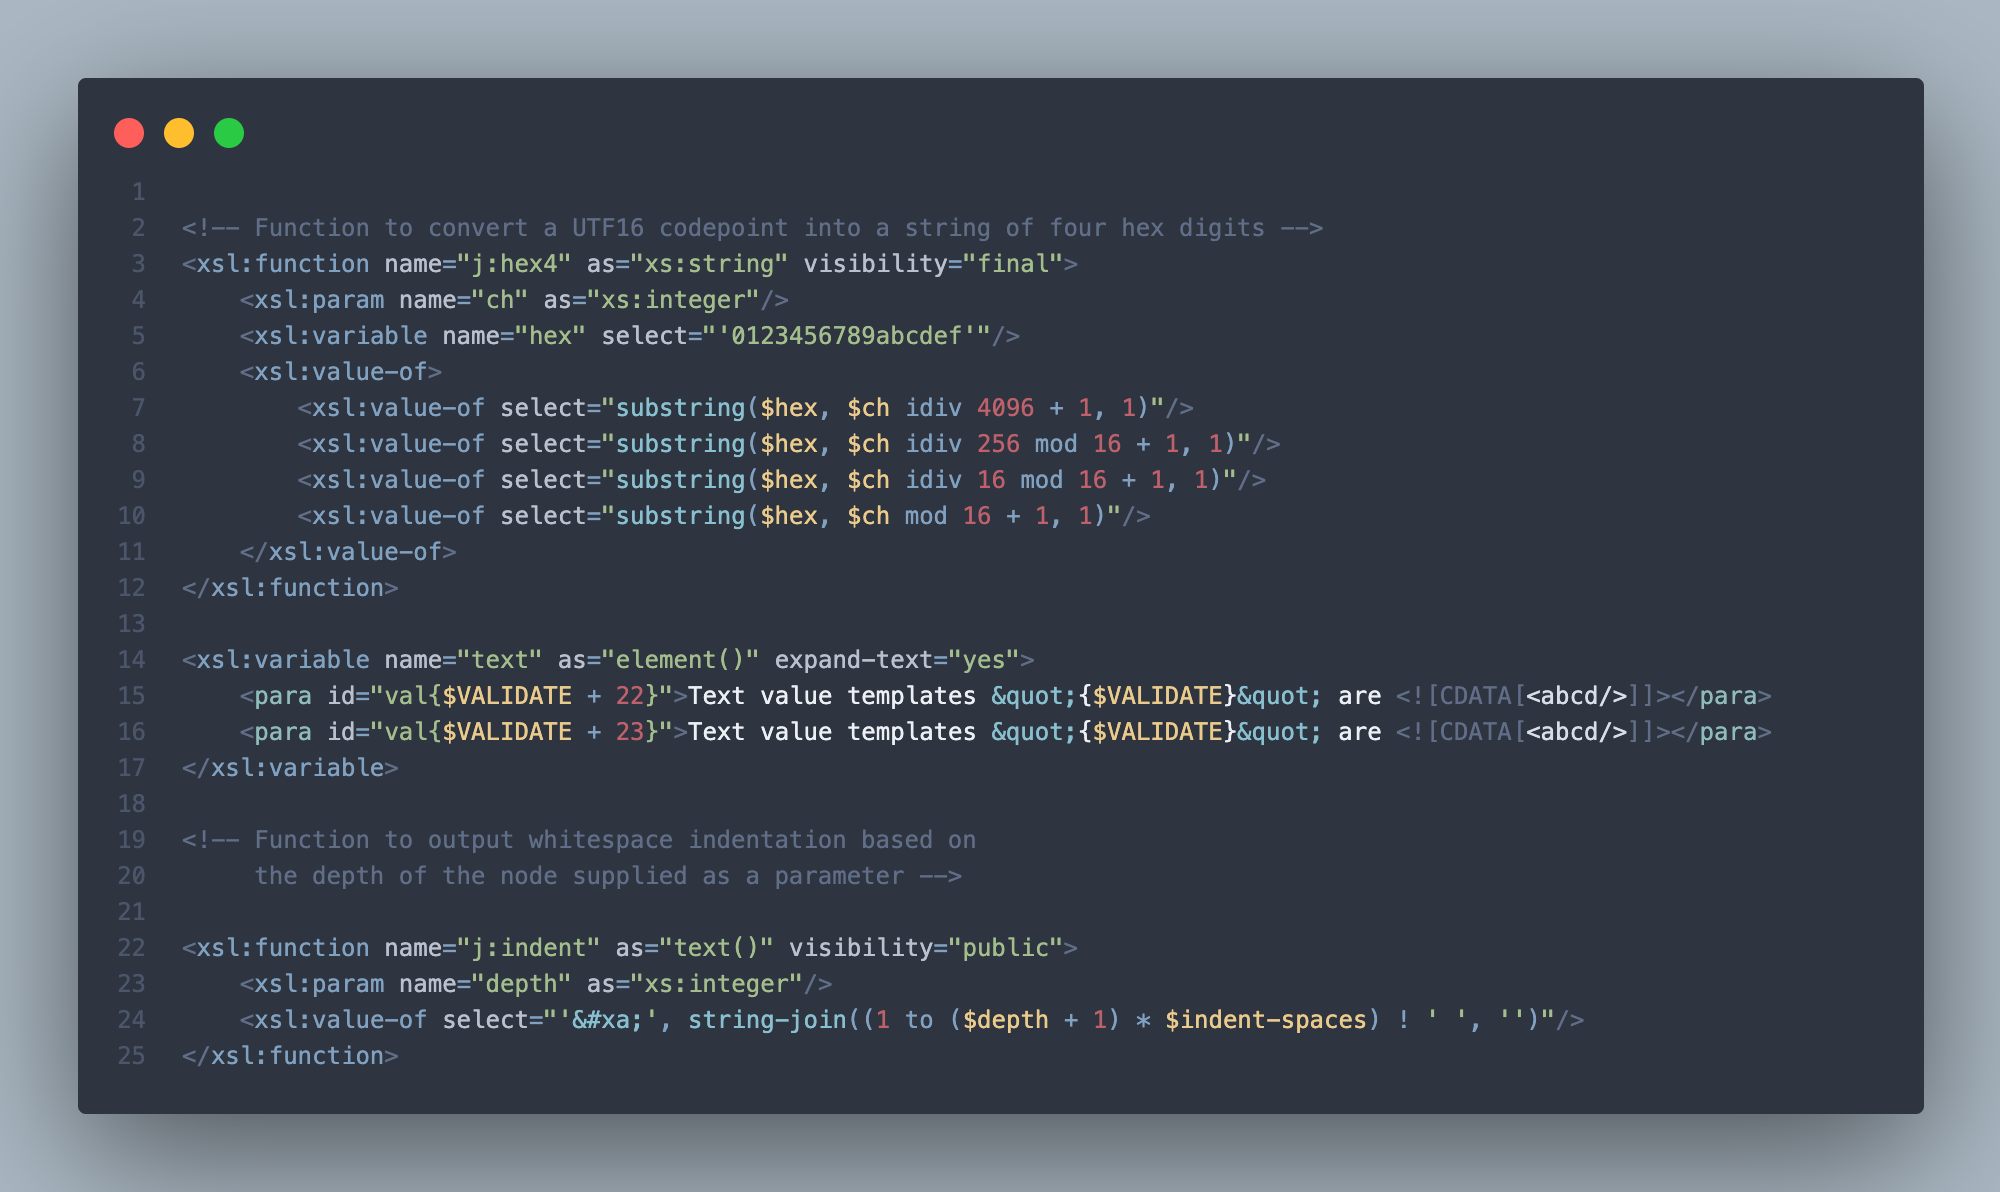 1
2 <!-- Function to convert a UTF16 codepoint into a string of four hex digits -->
3 <xsl:function name="j:hex4" as="xs:string" visibility="final">
4     <xsl:param name="ch" as="xs:integer"/>
5     <xsl:variable name="hex" select="'0123456789abcdef'"/>
6     <xsl:value-of>
7         <xsl:value-of select="substring($hex, $ch idiv 4096 + 1, 1)"/>
8         <xsl:value-of select="substring($hex, $ch idiv 256 mod 16 + 1, 1)"/>
9         <xsl:value-of select="substring($hex, $ch idiv 16 mod 16 + 1, 1)"/>
10         <xsl:value-of select="substring($hex, $ch mod 16 + 1, 1)"/>
11     </xsl:value-of>
12 </xsl:function>
13
14 <xsl:variable name="text" as="element()" expand-text="yes">
15     <para id="val{$VALIDATE + 22}">Text value templates &quot;{$VALIDATE}&quot; are <![CDATA[<abcd/>]]></para>
16     <para id="val{$VALIDATE + 23}">Text value templates &quot;{$VALIDATE}&quot; are <![CDATA[<abcd/>]]></para>
17 </xsl:variable>
18
19 <!-- Function to output whitespace indentation based on
20      the depth of the node supplied as a parameter -->
21
22 <xsl:function name="j:indent" as="text()" visibility="public">
23     <xsl:param name="depth" as="xs:integer"/>
24     <xsl:value-of select="'&#xa;', string-join((1 to ($depth + 1) * $indent-spaces) ! ' ', '')"/>
25 </xsl:function>